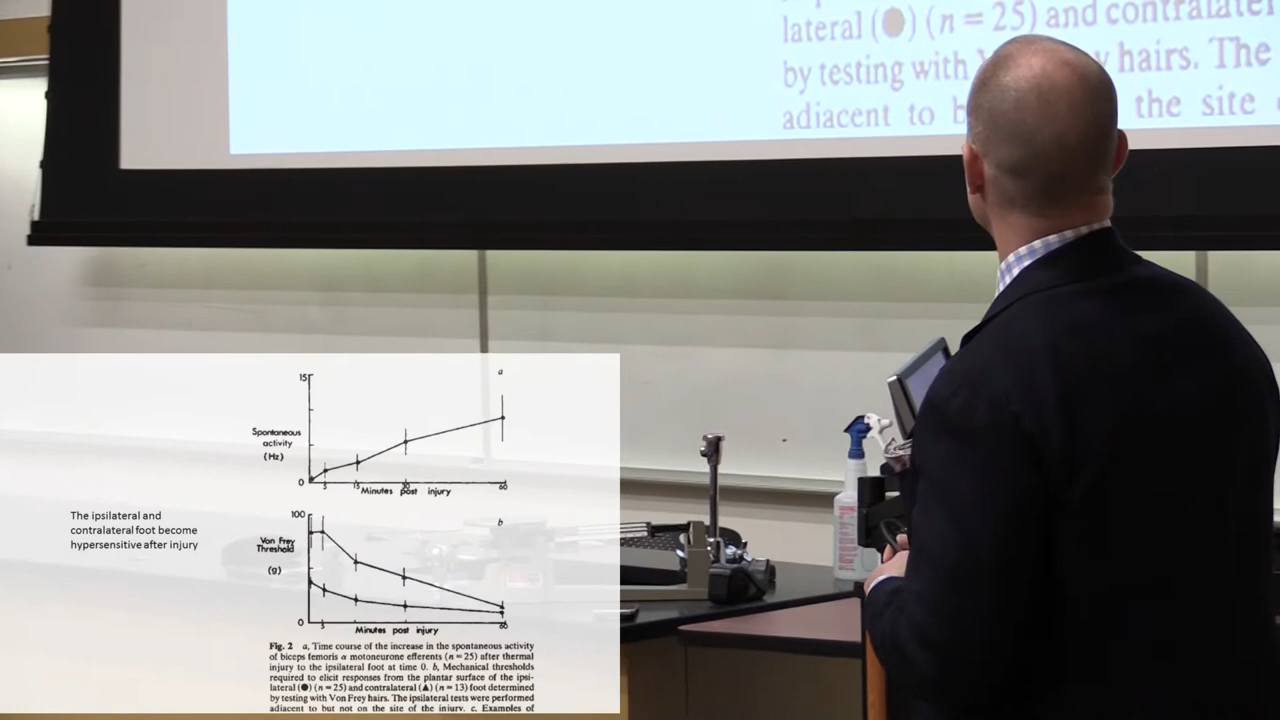 lateral (●) (n = 25) and contralater
by testing with hairs. The
adjacent to the site
15
a
Spontaneous
activity
(Hz)
0
5
15
60
Minutes post injury
The ipsilateral and
contralateral foot become
hypersensitive after injury
100
b
Von Frey
Threshold
(g)
0
5
60
Minutes post injury
Fig. 2 a, Time course of the increase in the spontaneous activity
of biceps femoris α motoneurone efferents (n = 25) after thermal
injury to the ipsilateral foot at time 0. b, Mechanical thresholds
required to elicit responses from the plantar surface of the ipsi-
lateral (●) (n = 25) and contralateral (▲) (n = 13) foot determined
by testing with Von Frey hairs. The ipsilateral tests were performed
adjacent to but not on the site of the injury. c, Examples of